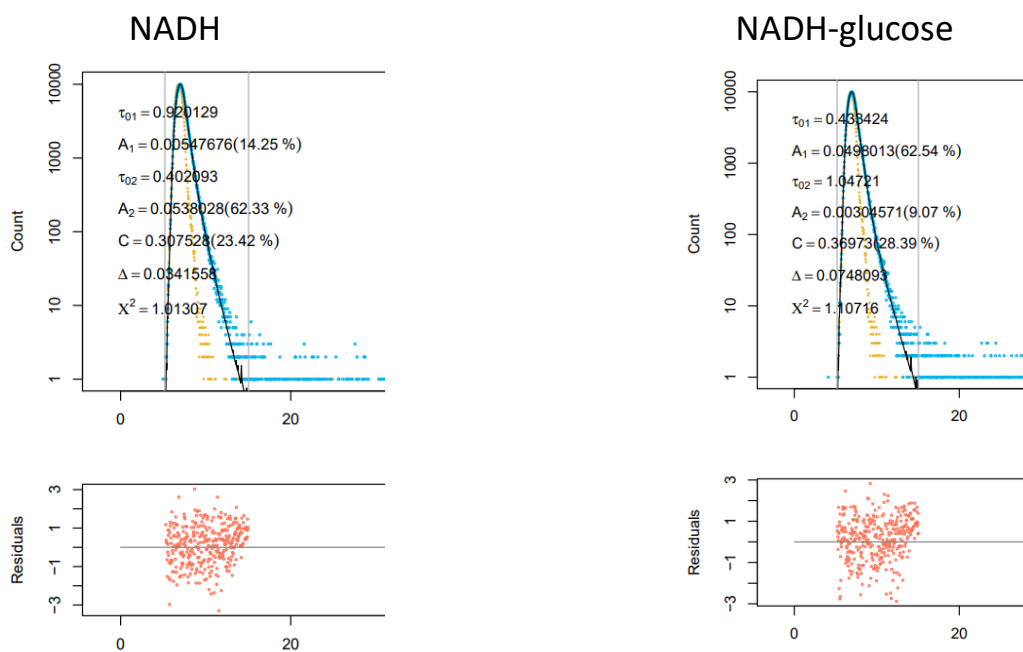 NADH
10000
1000
100
10
1
Count
τ01 = 0.920129
A1 = 0.00547676(14.25 %)
τ02 = 0.402093
A2 = 0.0538028(62.33 %)
C = 0.307528(23.42 %)
Δ = 0.0341558
X2 = 1.01307
0 20
3
1
−1
−3
Residuals
0 20
NADH-glucose
10000
1000
100
10
1
Count
τ01 = 0.433424
A1 = 0.0498013(62.54 %)
τ02 = 1.04721
A2 = 0.00304571(9.07 %)
C = 0.36973(28.39 %)
Δ = 0.0748093
X2 = 1.10716
0 20
3
1
−1
−3
Residuals
0 20